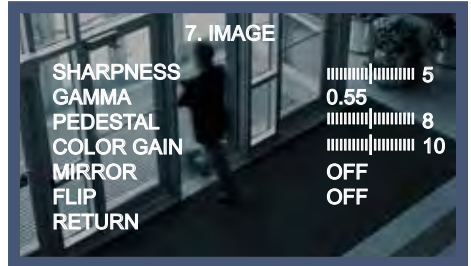 7. IMAGE
SHARPNESS 5
GAMMA 0.55
PEDESTAL 8
COLOR GAIN 10
MIRROR OFF
FLIP OFF
RETURN